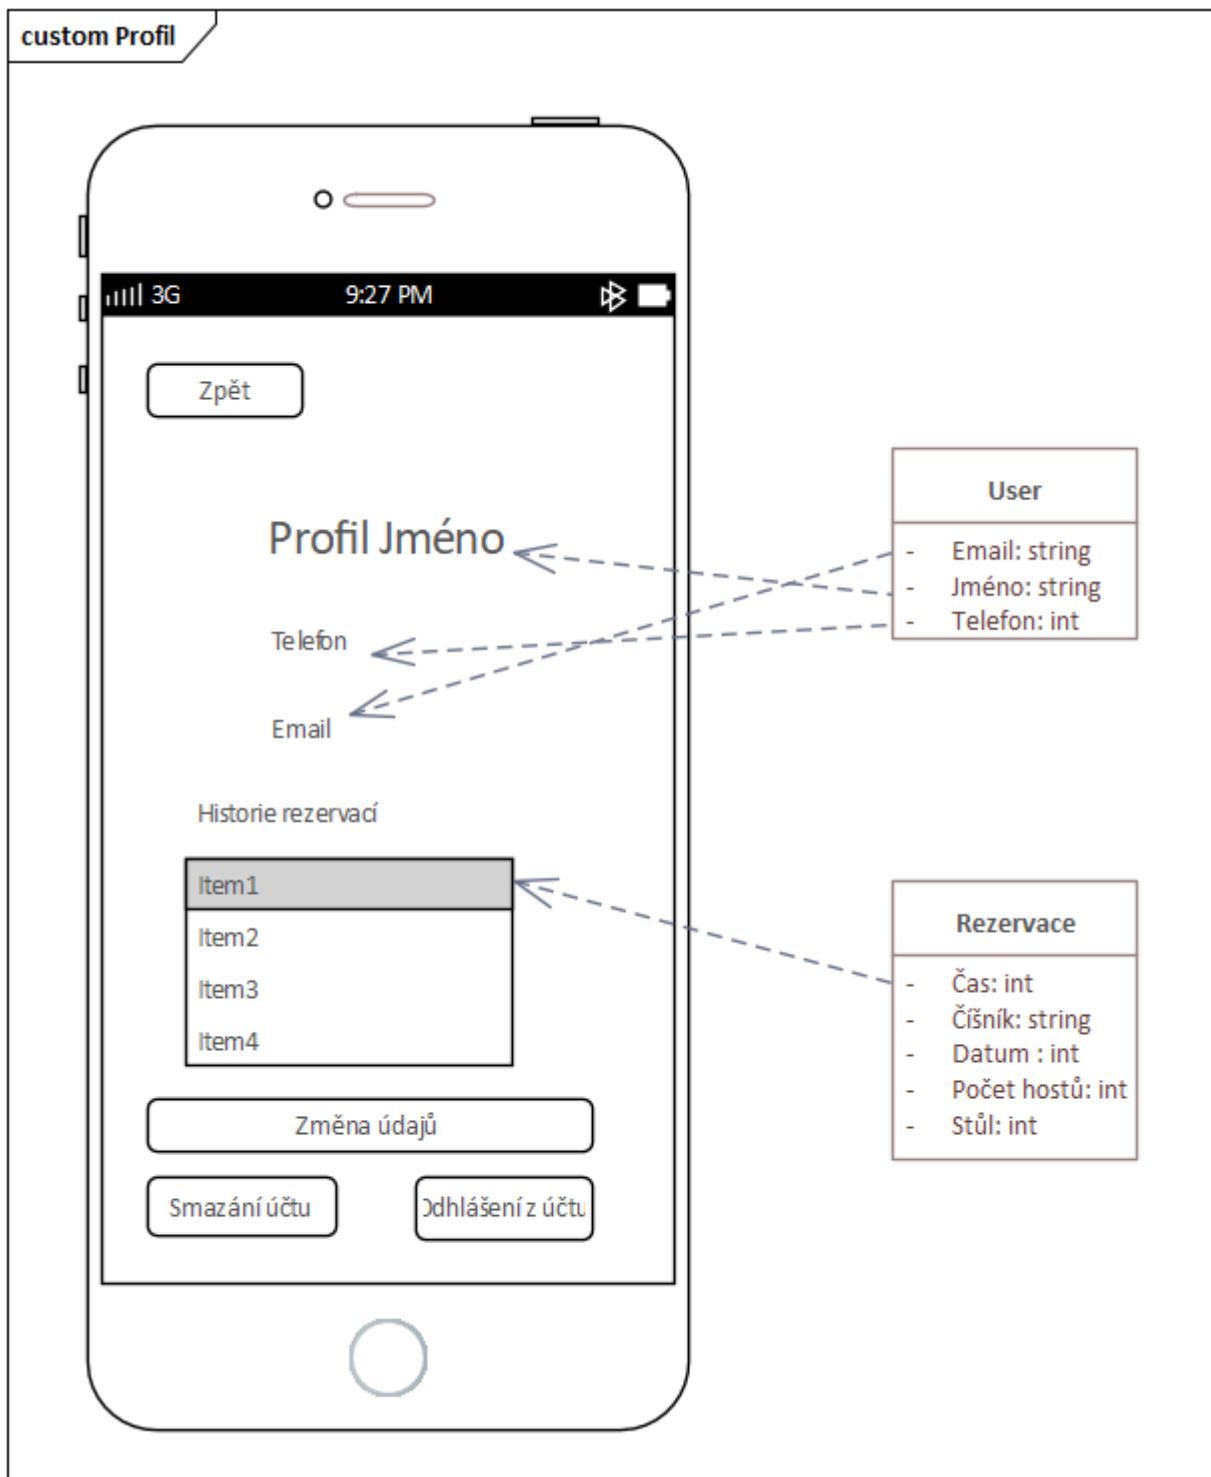 custom Profil
3G 9:27 PM
Zpět
Profil Jméno
Telefon
Email
Historie rezervací
Item1
Item2
Item3
Item4
Změna údajů
Smazání účtu
Odhlášení z účtu
User
- Email: string
- Jméno: string
- Telefon: int
Rezervace
- Čas: int
- Číšník: string
- Datum : int
- Počet hostů: int
- Stůl: int